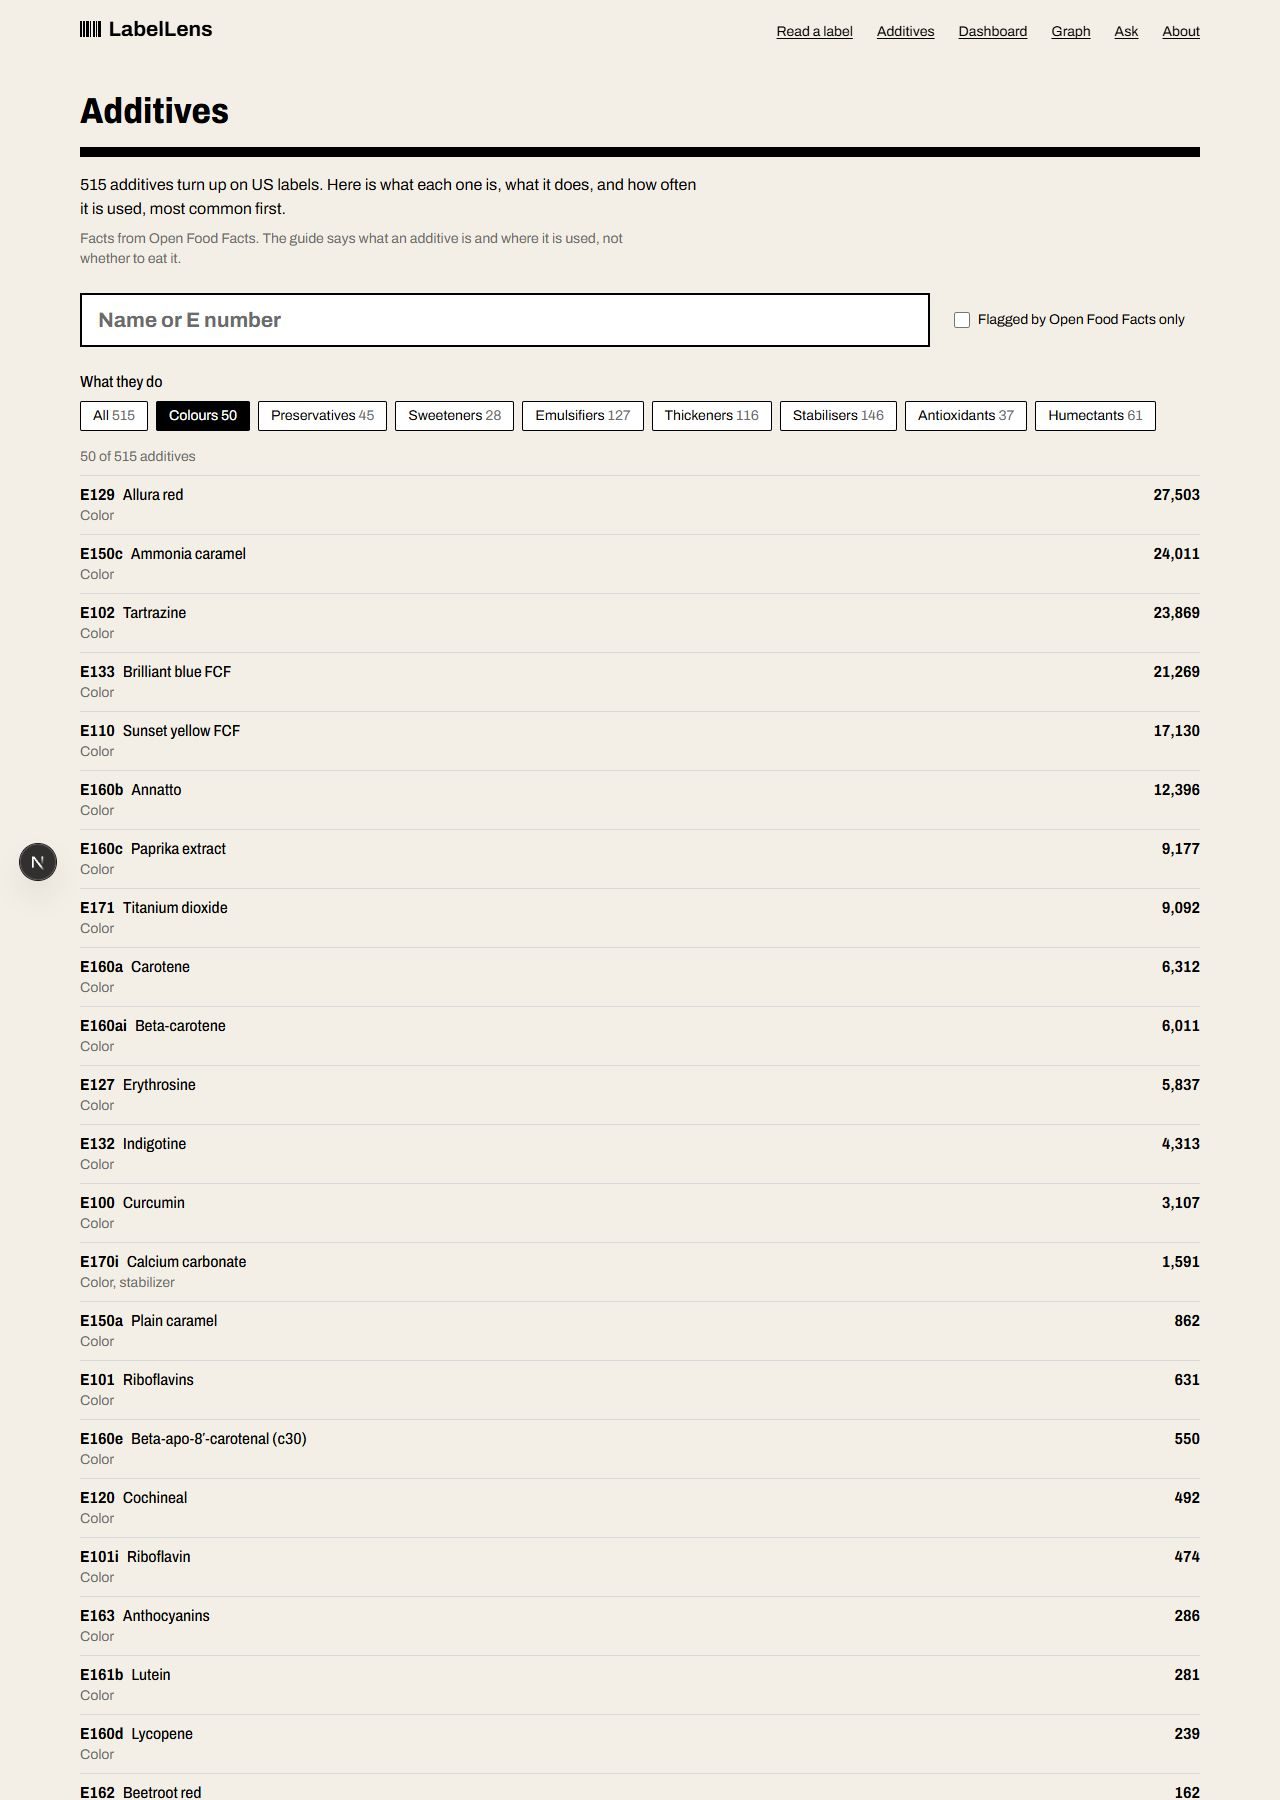 LabelLens
Read a label Additives Dashboard Graph Ask About
Additives
515 additives turn up on US labels. Here is what each one is, what it does, and how often
it is used, most common first.
Facts from Open Food Facts. The guide says what an additive is and where it is used, not
whether to eat it.
Name or E number
Flagged by Open Food Facts only
What they do
All 515 Colours 50 Preservatives 45 Sweeteners 28 Emulsifiers 127 Thickeners 116 Stabilisers 146 Antioxidants 37 Humectants 61
50 of 515 additives
E129 Allura red 27,503
Color
E150c Ammonia caramel 24,011
Color
E102 Tartrazine 23,869
Color
E133 Brilliant blue FCF 21,269
Color
E110 Sunset yellow FCF 17,130
Color
E160b Annatto 12,396
Color
E160c Paprika extract 9,177
Color
N
E171 Titanium dioxide 9,092
Color
E160a Carotene 6,312
Color
E160ai Beta-carotene 6,011
Color
E127 Erythrosine 5,837
Color
E132 Indigotine 4,313
Color
E100 Curcumin 3,107
Color
E170i Calcium carbonate 1,591
Color, stabilizer
E150a Plain caramel 862
Color
E101 Riboflavins 631
Color
E160e Beta-apo-8′-carotenal (c30) 550
Color
E120 Cochineal 492
Color
E101i Riboflavin 474
Color
E163 Anthocyanins 286
Color
E161b Lutein 281
Color
E160d Lycopene 239
Color
E162 Beetroot red 162